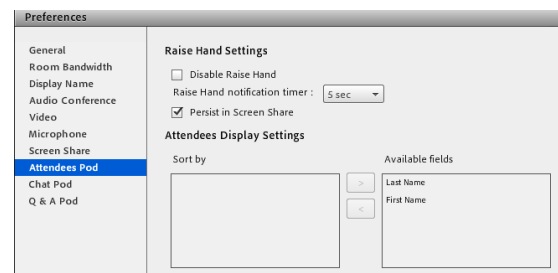 Preferences
General
Room Bandwidth
Display Name
Audio Conference
Video
Microphone
Screen Share
Attendees Pod
Chat Pod
Q & A Pod
Raise Hand Settings
Disable Raise Hand
Raise Hand notification timer :
5 sec
Persist in Screen Share
Attendees Display Settings
Sort by
Available fields
>
<
Last Name
First Name